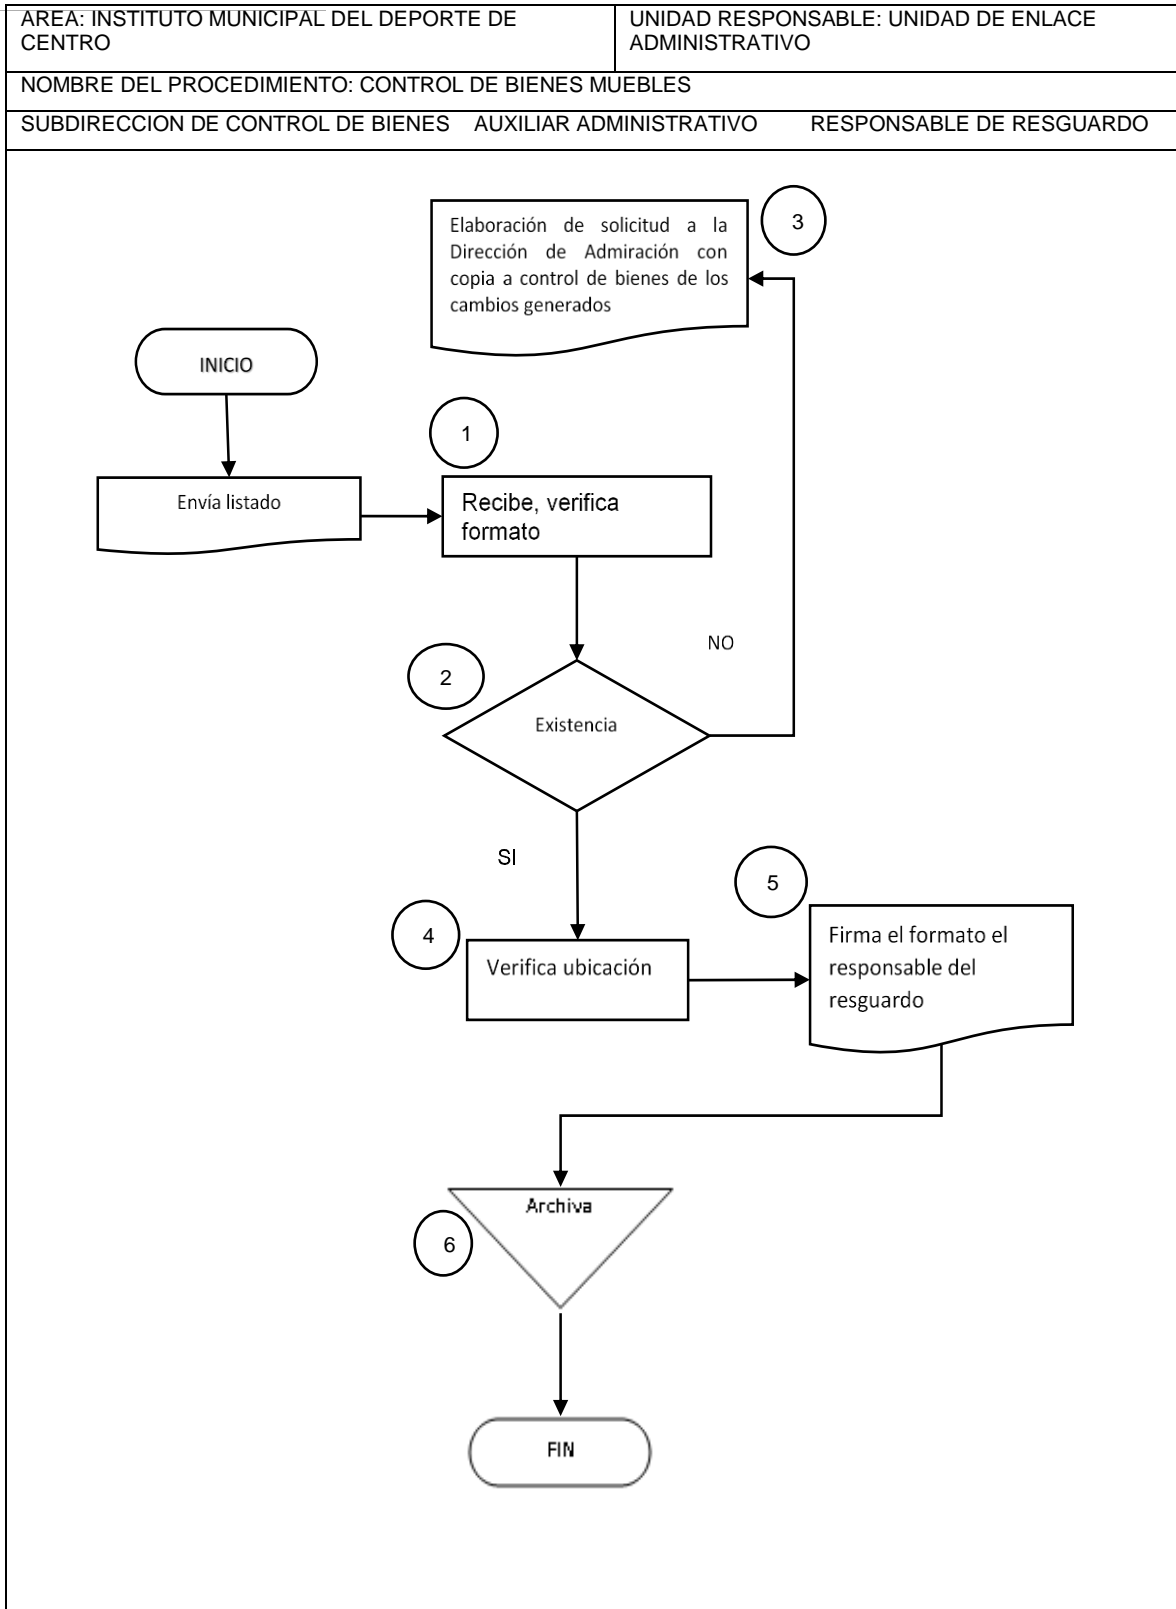 AREA: INSTITUTO MUNICIPAL DEL DEPORTE DE
CENTRO
UNIDAD RESPONSABLE: UNIDAD DE ENLACE
ADMINISTRATIVO
NOMBRE DEL PROCEDIMIENTO: CONTROL DE BIENES MUEBLES
SUBDIRECCION DE CONTROL DE BIENES AUXILIAR ADMINISTRATIVO RESPONSABLE DE RESGUARDO
3
Elaboración de solicitud a la
Dirección de Admiración con
copia a control de bienes de los
cambios generados
INICIO
1
Envía listado
Recibe, verifica
formato
NO
2
Existencia
SI
5
4
Verifica ubicación
Firma el formato el
responsable del
resguardo
Archiva
6
FIN